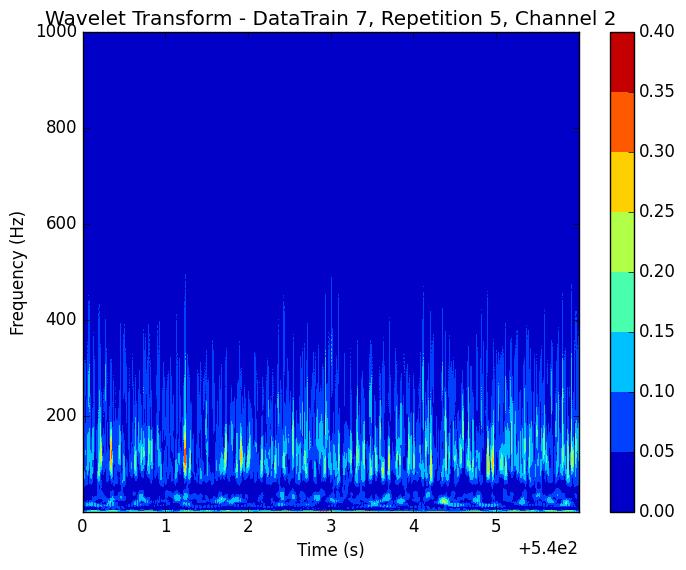 Wavelet Transform - DataTrain 7, Repetition 5, Channel 2
1000
800
600
400
200
Frequency (Hz)
0 1 2 3 4 5
Time (s)
+5.4e2
0.40
0.35
0.30
0.25
0.20
0.15
0.10
0.05
0.00